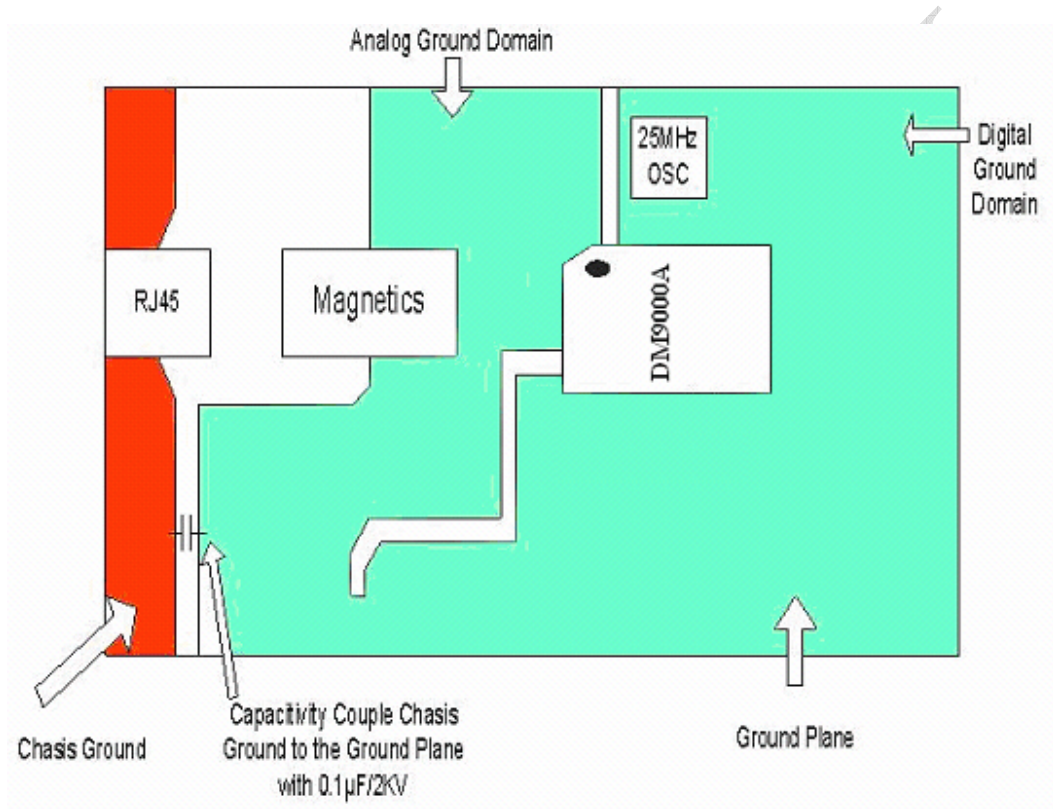 Analog Ground Domain
25MHz
OSC
Digital
Ground
Domain
RJ45
Magnetics
DM9000A
Capacitivity Couple Chasis
Ground to the Ground Plane
with 0.1µF/2KV
Chasis Ground
Ground Plane